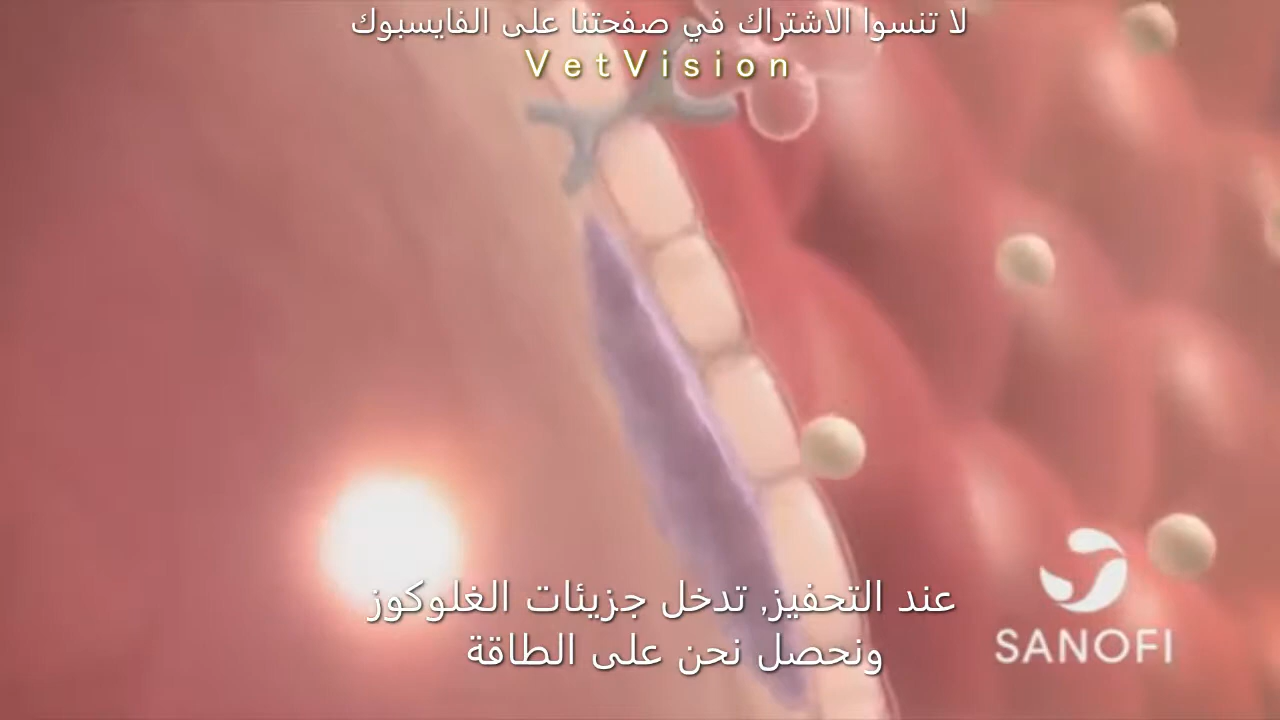 لا تنسوا الاشتراك في صفحتنا على الفايسبوك
VetVision
عند التحفيز, تدخل جزيئات الغلوكوز
ونحصل نحن على الطاقة
SANOFI